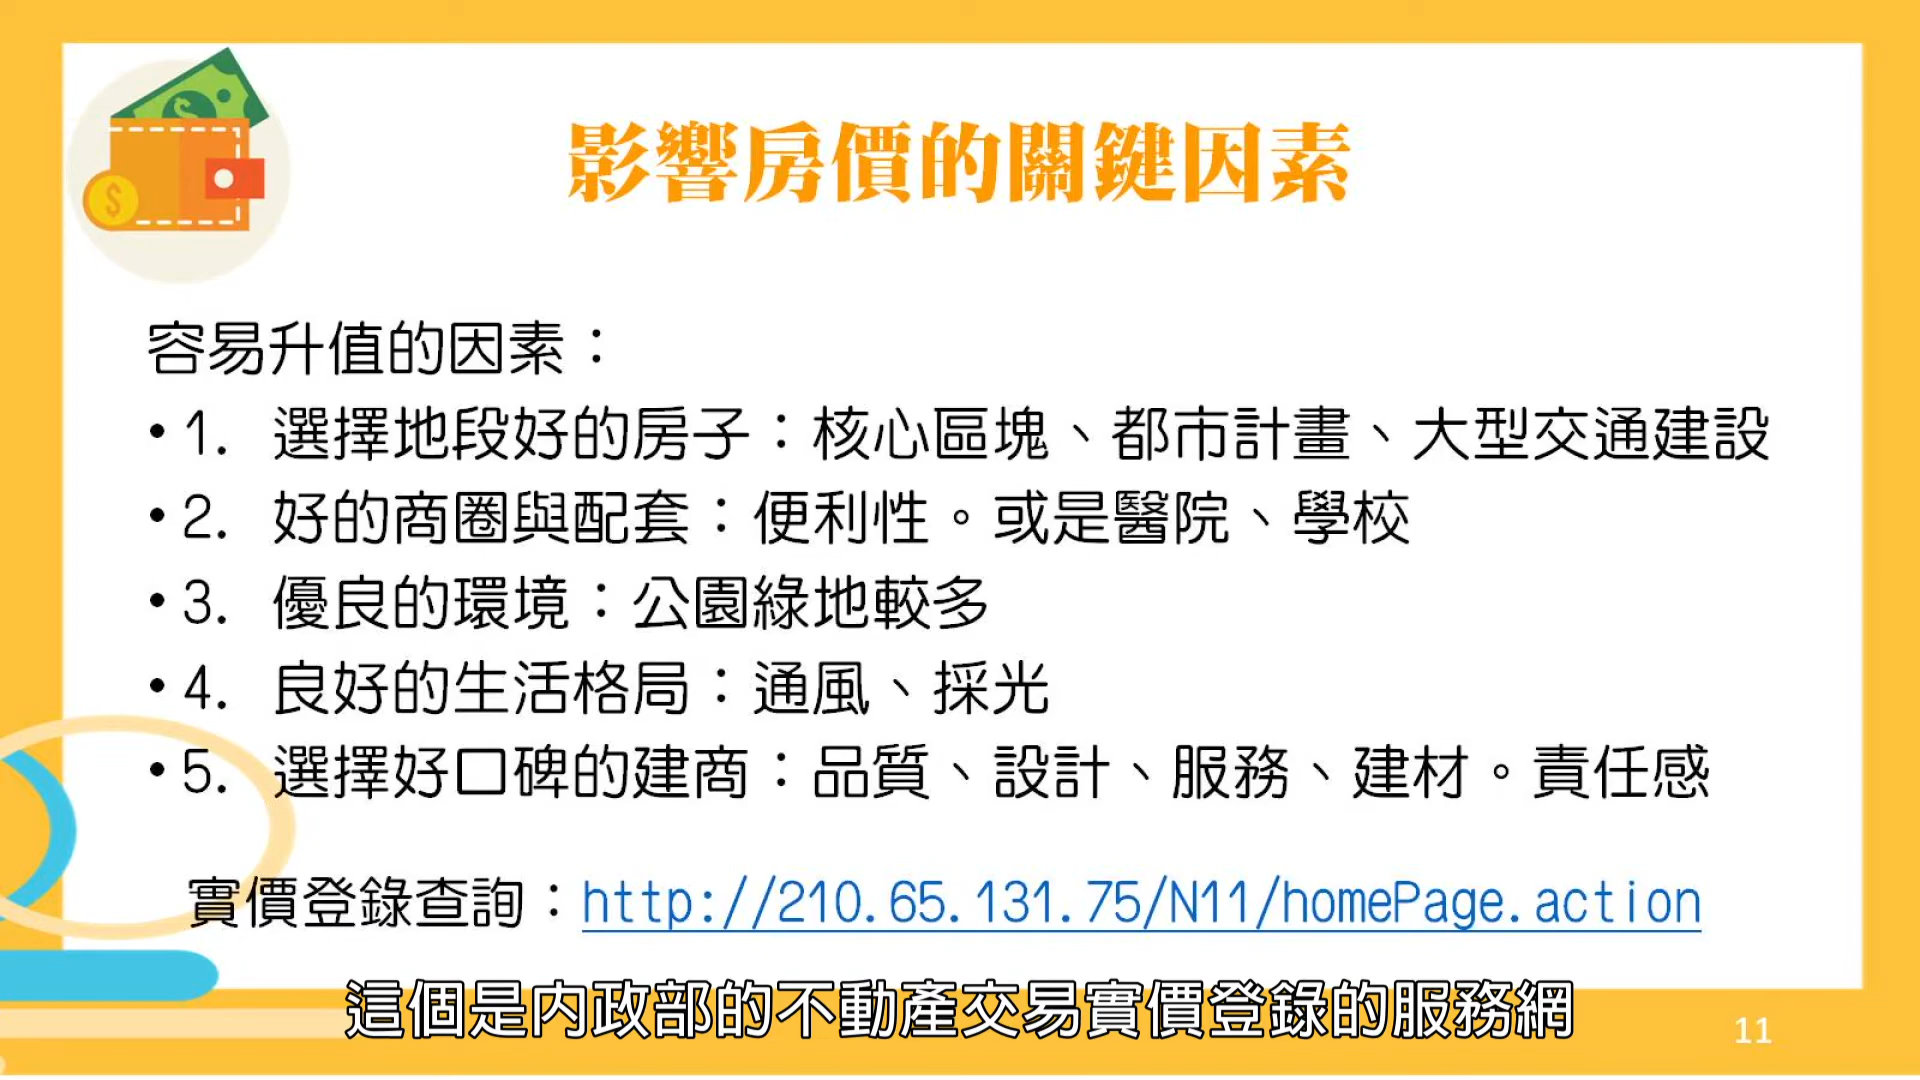 影響房價的關鍵因素
容易升值的因素：
• 1. 選擇地段好的房子：核心區塊、都市計畫、大型交通建設
• 2. 好的商圈與配套：便利性。或是醫院、學校
• 3. 優良的環境：公園綠地較多
• 4. 良好的生活格局：通風、採光
• 5. 選擇好口碑的建商：品質、設計、服務、建材。責任感
實價登錄查詢：http://210.65.131.75/N11/homePage.action
這個是內政部的不動產交易實價登錄的服務網
11